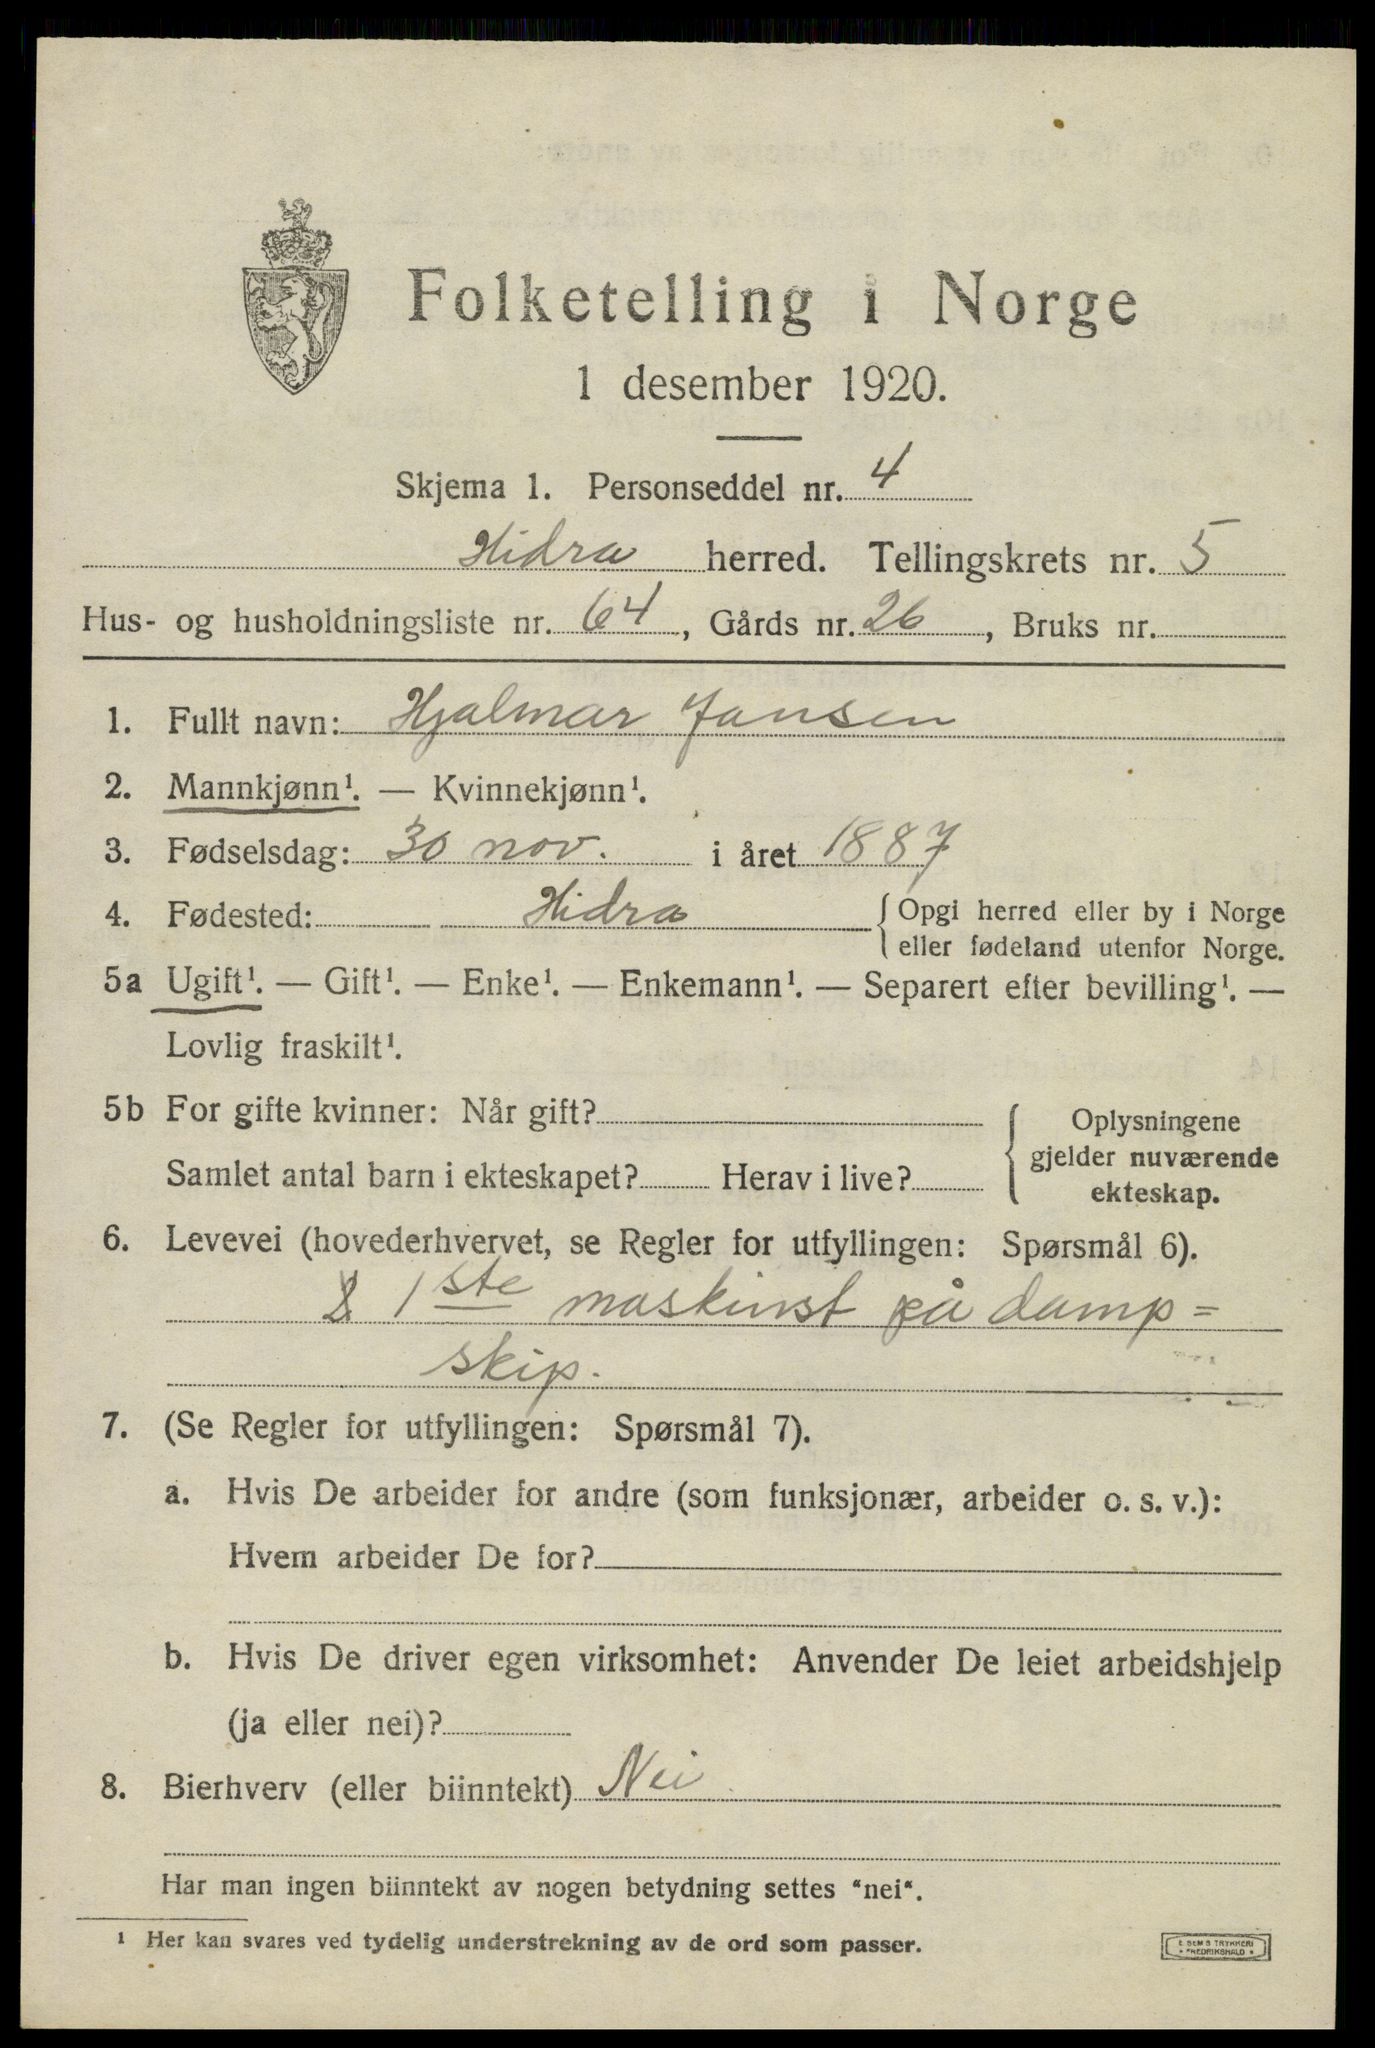 Folketelling i Norge
1 desember 1920.
Skjema 1. Personseddel nr. 4
Hidra herred. Tellingskrets nr. 5
Hus- og husholdningsliste nr. 64, Gårds nr. 26, Bruks nr.
1. Fullt navn: Hjalmar Jansen
2. Mannkjønn¹. — Kvinnekjønn¹.
3. Fødselsdag: 30 nov. i året 1887
4. Fødested: Hidra { Opgi herred eller by i Norge
eller fødeland utenfor Norge.
5a Ugift¹. — Gift¹. — Enke¹. — Enkemann¹. — Separert efter bevilling¹. —
Lovlig fraskilt¹.
5b For gifte kvinner: Når gift? { Oplysningene
gjelder nuværende
Samlet antal barn i ekteskapet? Herav i live?
ekteskap.
6. Levevei (hovederhvervet, se Regler for utfyllingen: Spørsmål 6).
1ste maskinst på damp=
skip.
7. (Se Regler for utfyllingen: Spørsmål 7).
a. Hvis De arbeider for andre (som funksjonær, arbeider o. s. v.):
Hvem arbeider De for?
b. Hvis De driver egen virksomhet: Anvender De leiet arbeidshjelp
(ja eller nei)?
8. Bierhverv (eller biinntekt) Nei
Har man ingen biinntekt av nogen betydning settes "nei".
¹ Her kan svares ved tydelig understrekning av de ord som passer.
E. SEMS TRYKKERI
• FREDRIKSHALD •